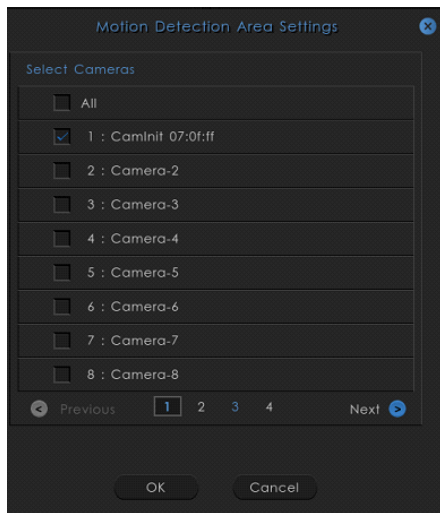 Motion Detection Area Settings
Select Cameras
All
1 : CamInit 07:0f:ff
2 : Camera-2
3 : Camera-3
4 : Camera-4
5 : Camera-5
6 : Camera-6
7 : Camera-7
8 : Camera-8
Previous 1 2 3 4 Next
OK Cancel